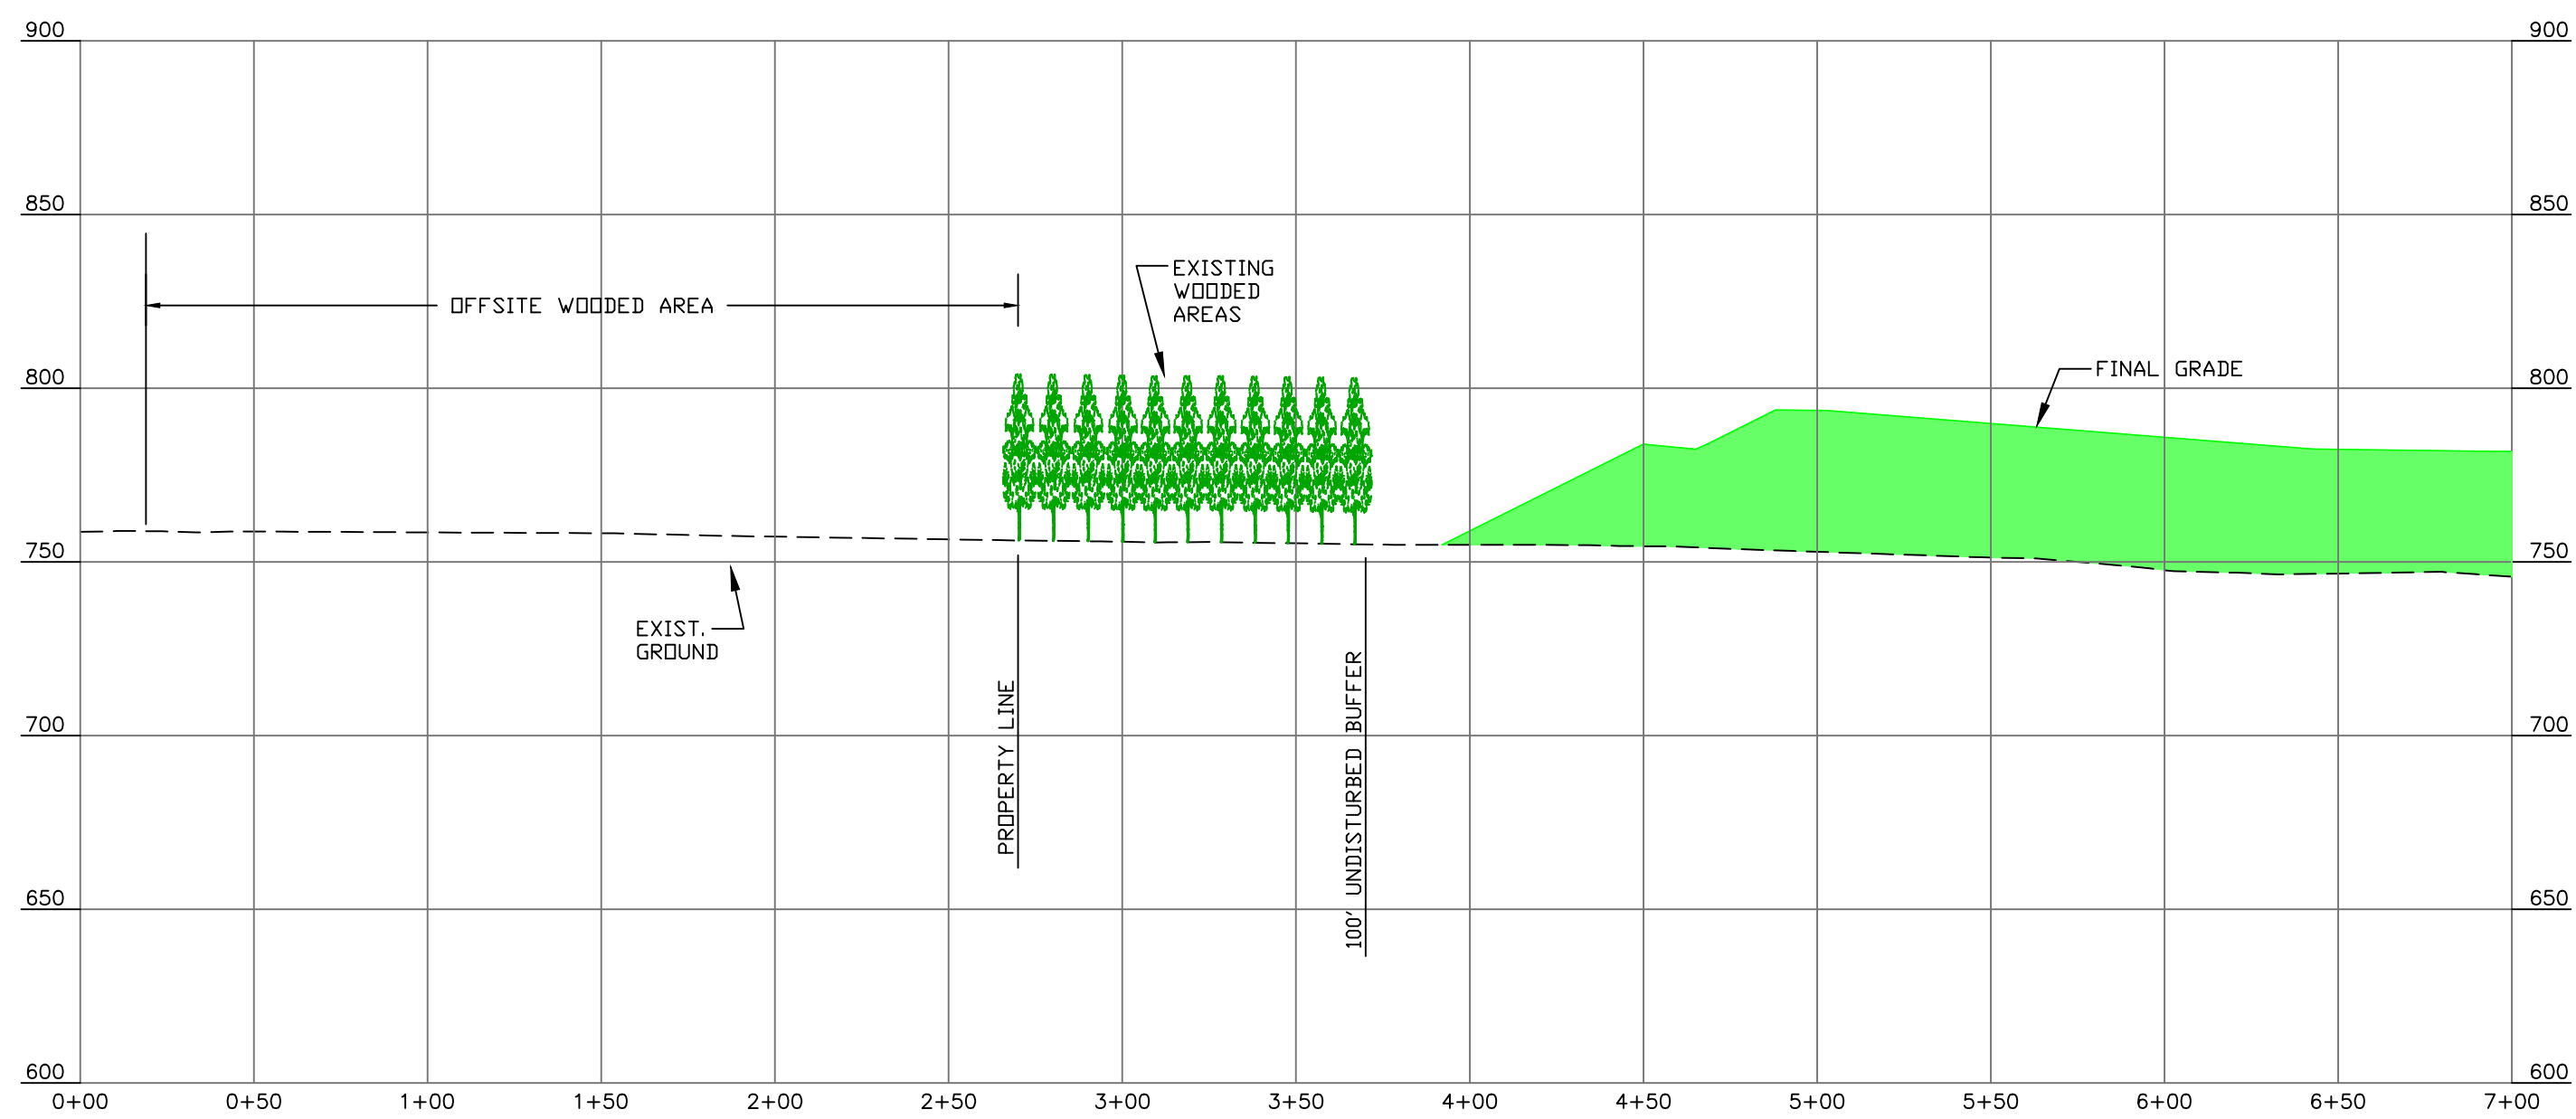 900
900
850
850
EXISTING
WOODED
AREAS
OFFSITE WOODED AREA
FINAL GRADE
800
800
750
750
EXIST.
GROUND
PROPERTY LINE
100' UNDISTURBED BUFFER
700
700
650
650
600
600
0+00 0+50 1+00 1+50 2+00 2+50 3+00 3+50 4+00 4+50 5+00 5+50 6+00 6+50 7+00